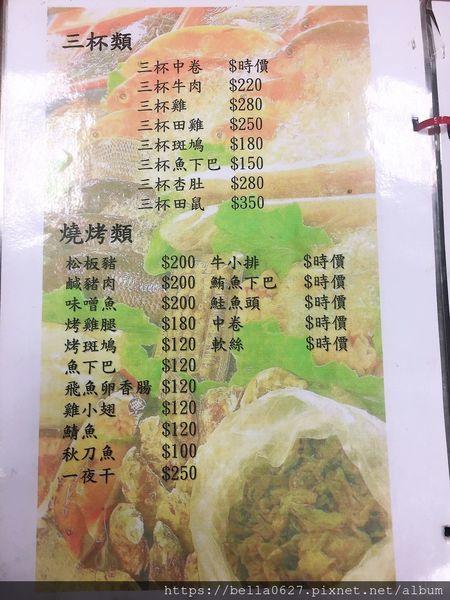 三杯類
三杯中卷 $時價
三杯牛肉 $220
三杯雞 $280
三杯田雞 $250
三杯斑鳩 $180
三杯魚下巴 $150
三杯杏肚 $280
三杯田鼠 $350
燒烤類
松板豬 $200 牛小排 $時價
鹹豬肉 $200 鮪魚下巴 $時價
味噌魚 $200 鮭魚頭 $時價
烤雞腿 $180 中卷 $時價
烤斑鳩 $120 軟絲 $時價
魚下巴 $120
飛魚卵香腸 $120
雞小翅 $120
鯖魚 $120
秋刀魚 $100
一夜干 $250
https://bella0627.pixnet.net/album